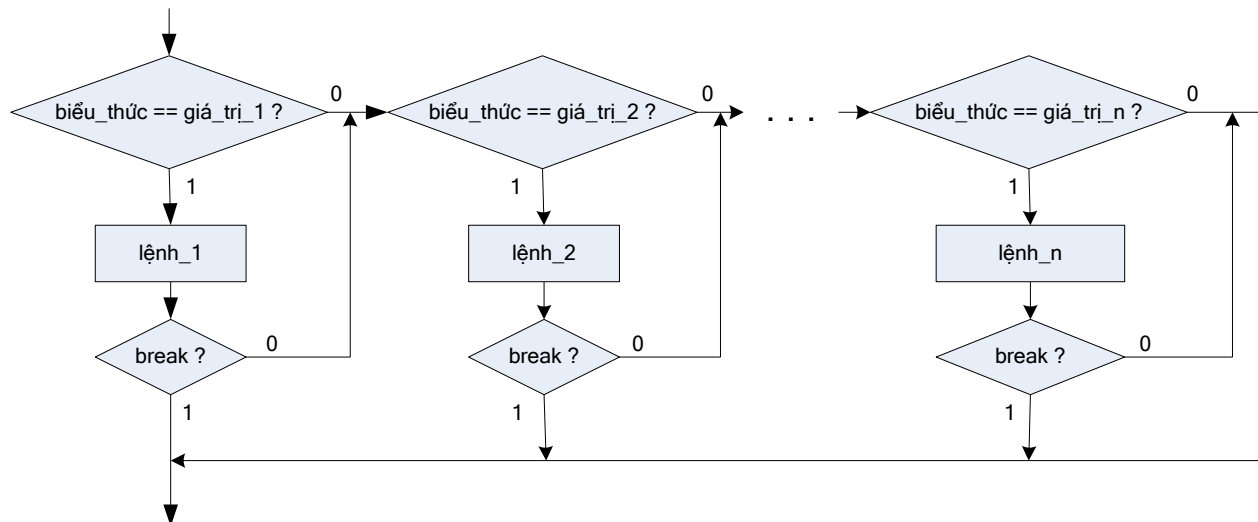 biểu_thức == giá_trị_1 ?
0
biểu_thức == giá_trị_2 ?
0
. . .
biểu_thức == giá_trị_n ?
0
1
1
1
lệnh_1
lệnh_2
lệnh_n
break ?
0
break ?
0
break ?
0
1
1
1